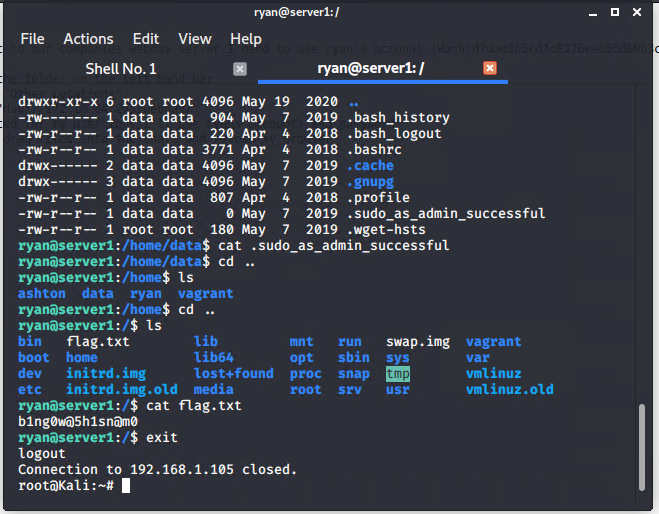 ryan@server1: /
File Actions Edit View Help
Shell No. 1 ryan@server1: /
drwxr-xr-x 6 root root 4096 May 19 2020 ..
-rw------- 1 data data 904 May 7 2019 .bash_history
-rw-r--r-- 1 data data 220 Apr 4 2018 .bash_logout
-rw-r--r-- 1 data data 3771 Apr 4 2018 .bashrc
drwx------ 2 data data 4096 May 7 2019 .cache
drwx------ 3 data data 4096 May 7 2019 .gnupg
-rw-r--r-- 1 data data 807 Apr 4 2018 .profile
-rw-r--r-- 1 data data 0 May 7 2019 .sudo_as_admin_successful
-rw-r--r-- 1 root root 180 May 7 2019 .wget-hsts
ryan@server1:/home/data$ cat .sudo_as_admin_successful
ryan@server1:/home/data$ cd ..
ryan@server1:/home$ ls
ashton data ryan vagrant
ryan@server1:/home$ cd ..
ryan@server1:/$ ls
bin flag.txt lib mnt run swap.img vagrant
boot home lib64 opt sbin sys var
dev initrd.img lost+found proc snap tmp vmlinuz
etc initrd.img.old media root srv usr vmlinuz.old
ryan@server1:/$ cat flag.txt
b1ng0w@5h1sn@m0
ryan@server1:/$ exit
logout
Connection to 192.168.1.105 closed.
root@Kali:~#